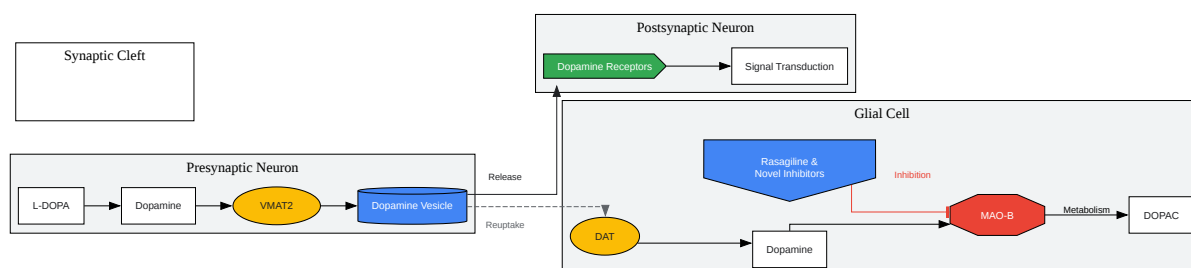 Synaptic Cleft
Postsynaptic Neuron
Dopamine Receptors
Signal Transduction
Presynaptic Neuron
L-DOPA
Dopamine
VMAT2
Dopamine Vesicle
Release
Reuptake
Glial Cell
Rasagiline &
Novel Inhibitors
Inhibition
DAT
Dopamine
MAO-B
Metabolism
DOPAC